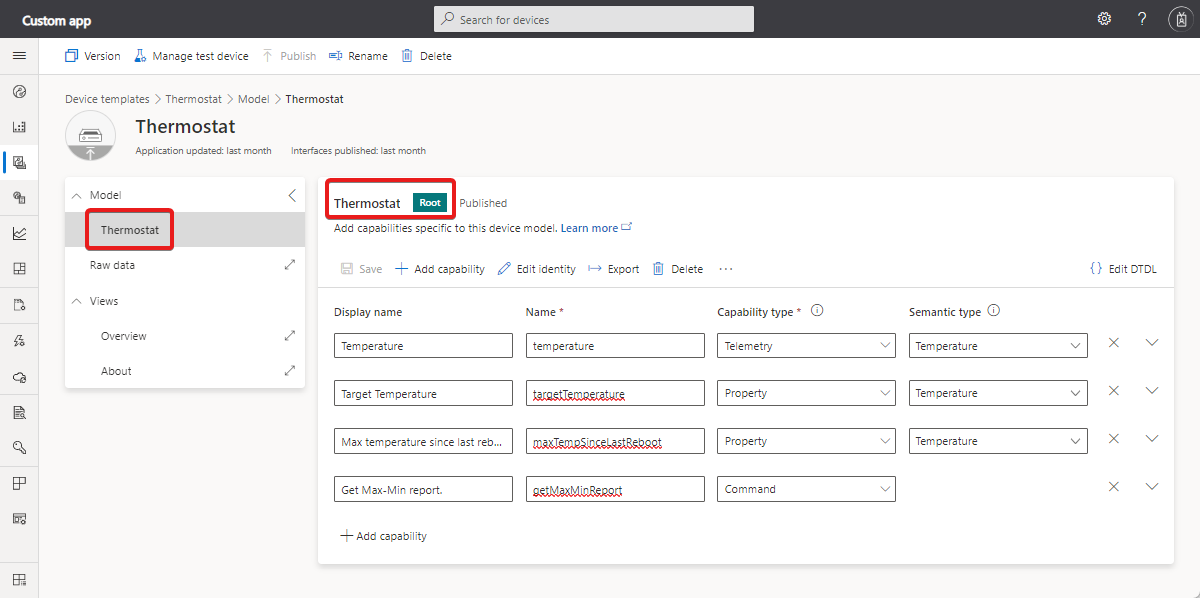 Custom app
Search for devices
?
Version Manage test device Publish Rename Delete
Device templates > Thermostat > Model > Thermostat
Thermostat
Application updated: last month Interfaces published: last month
Model
Thermostat
Raw data
Views
Overview
About
Thermostat Root Published
Add capabilities specific to this device model. Learn more
Save Add capability Edit identity Export Delete ... {} Edit DTDL
Display name Name * Capability type * Semantic type
Temperature temperature Telemetry Temperature
Target Temperature targetTemperature Property Temperature
Max temperature since last reb... maxTempSinceLastReboot Property Temperature
Get Max-Min report. getMaxMinReport Command
Add capability